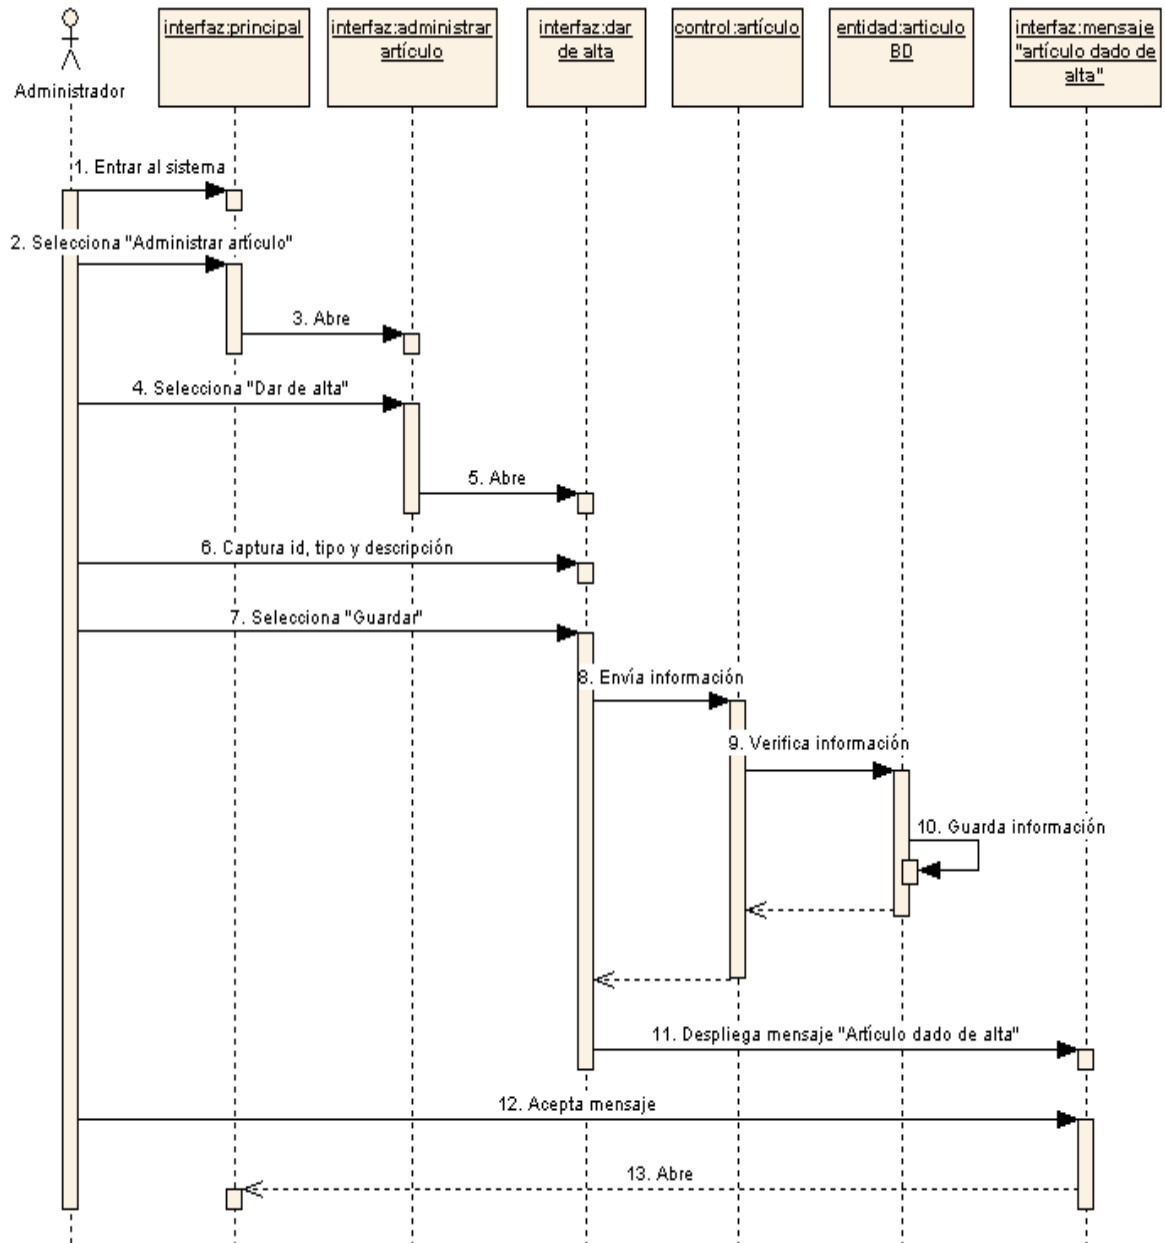 interfaz:principal
interfaz:administrar
artículo
interfaz:dar
de alta
control:artículo
entidad:articulo
BD
interfaz:mensaje
"artículo dado de
alta"
Administrador
1. Entrar al sistema
2. Selecciona "Administrar artículo"
3. Abre
4. Selecciona "Dar de alta"
5. Abre
6. Captura id, tipo y descripción
7. Selecciona "Guardar"
8. Envía información
9. Verifica información
10. Guarda información
11. Despliega mensaje "Artículo dado de alta"
12. Acepta mensaje
13. Abre